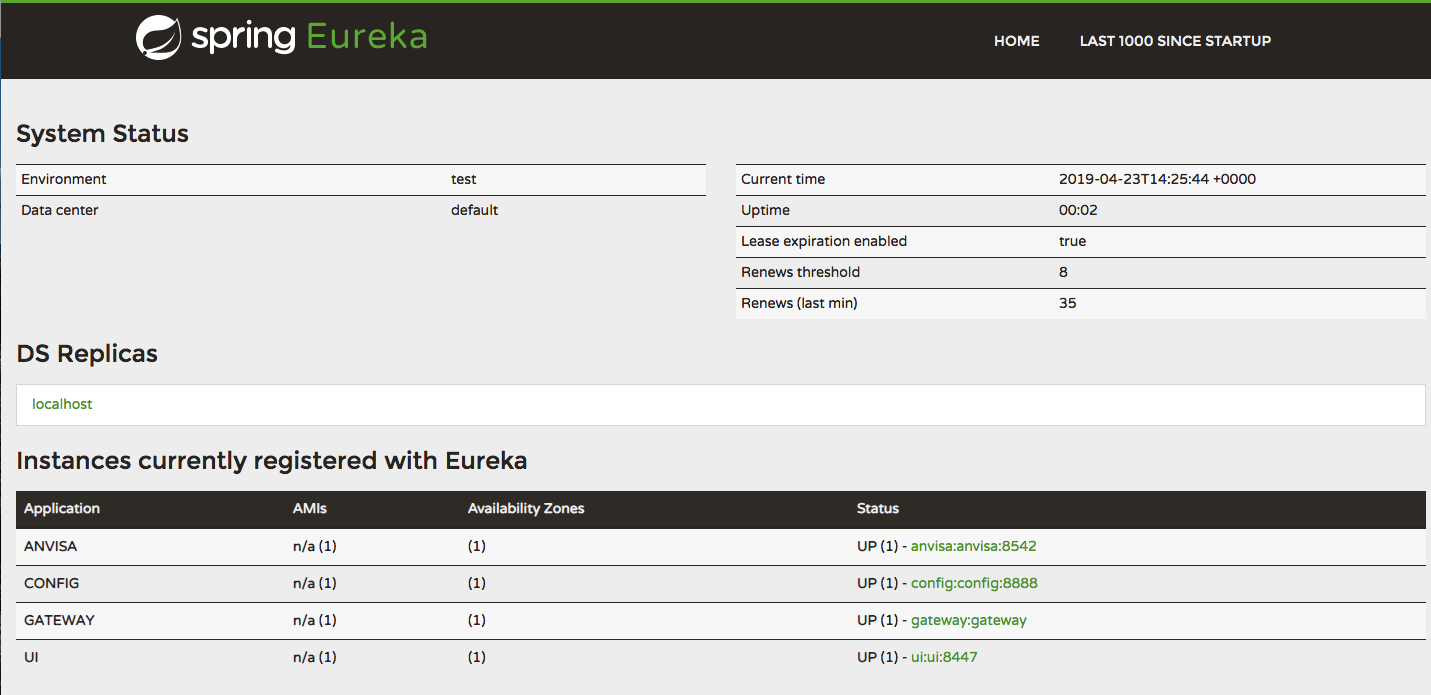 spring Eureka
HOME LAST 1000 SINCE STARTUP
System Status
Environment test
Data center default
Current time 2019-04-23T14:25:44 +0000
Uptime 00:02
Lease expiration enabled true
Renews threshold 8
Renews (last min) 35
DS Replicas
localhost
Instances currently registered with Eureka
Application AMIs Availability Zones Status
ANVISA n/a (1) (1) UP (1) - anvisa:anvisa:8542
CONFIG n/a (1) (1) UP (1) - config:config:8888
GATEWAY n/a (1) (1) UP (1) - gateway:gateway
UI n/a (1) (1) UP (1) - ui:ui:8447